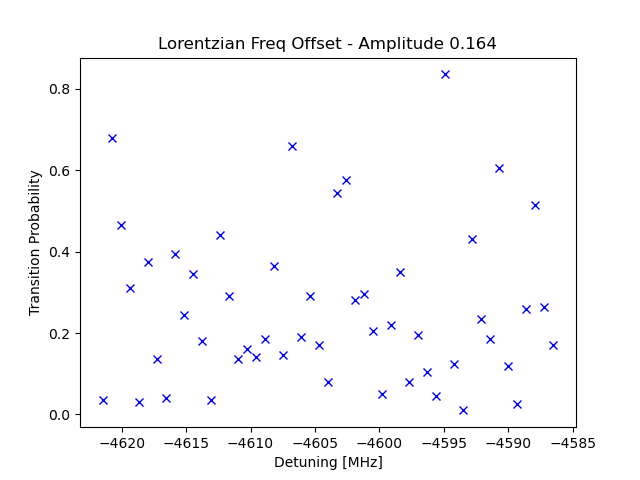 Lorentzian Freq Offset - Amplitude 0.164
Transition Probability
0.8
0.6
0.4
0.2
0.0
−4620 −4615 −4610 −4605 −4600 −4595 −4590 −4585
Detuning [MHz]